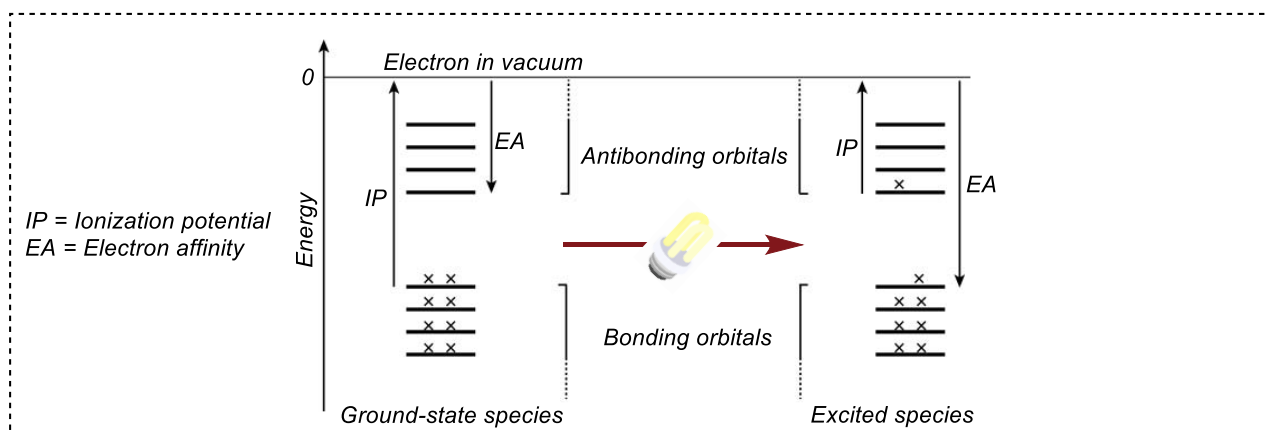 Electron in vacuum
0
EA
Antibonding orbitals
IP
IP
EA
Energy
IP = Ionization potential
EA = Electron affinity
× ×
× ×
× ×
× ×
Bonding orbitals
×
×
× ×
× ×
× ×
Ground-state species
Excited species